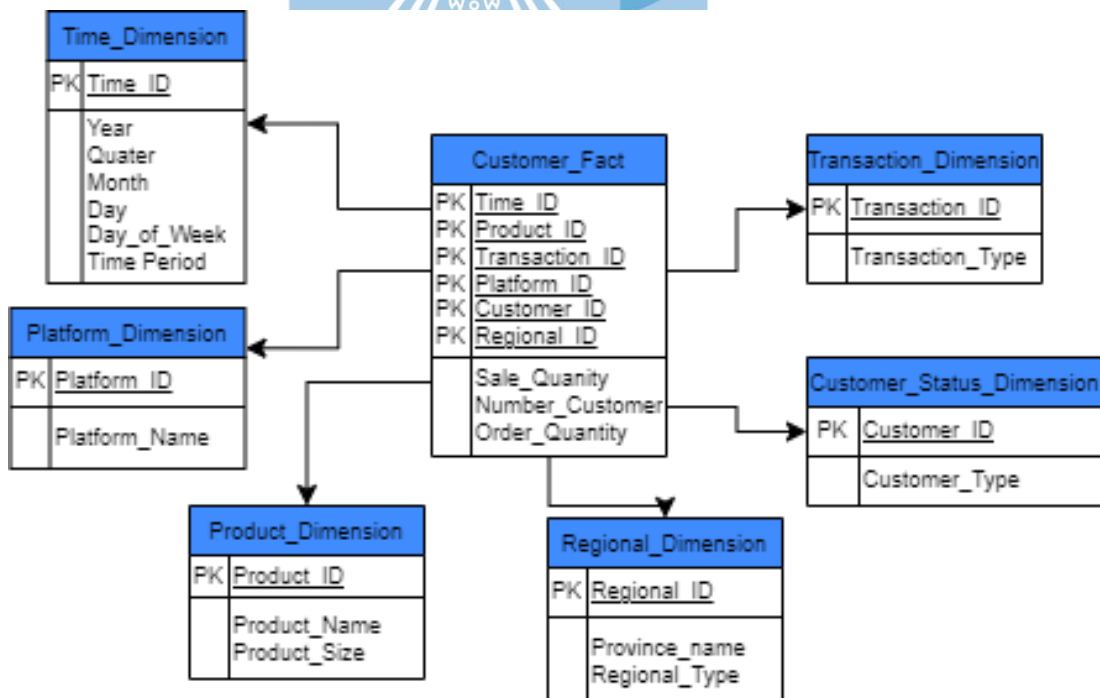 WOW
Time_Dimension
PK Time_ID
Year
Quater
Month
Day
Day_of_Week
Time Period
Customer_Fact
PK Time_ID
PK Product_ID
PK Transaction_ID
PK Platform_ID
PK Customer_ID
PK Regional_ID
Sale_Quanity
Number_Customer
Order_Quantity
Transaction_Dimension
PK Transaction_ID
Transaction_Type
Platform_Dimension
PK Platform_ID
Platform_Name
Customer_Status_Dimension
PK Customer_ID
Customer_Type
Product_Dimension
PK Product_ID
Product_Name
Product_Size
Regional_Dimension
PK Regional_ID
Province_name
Regional_Type